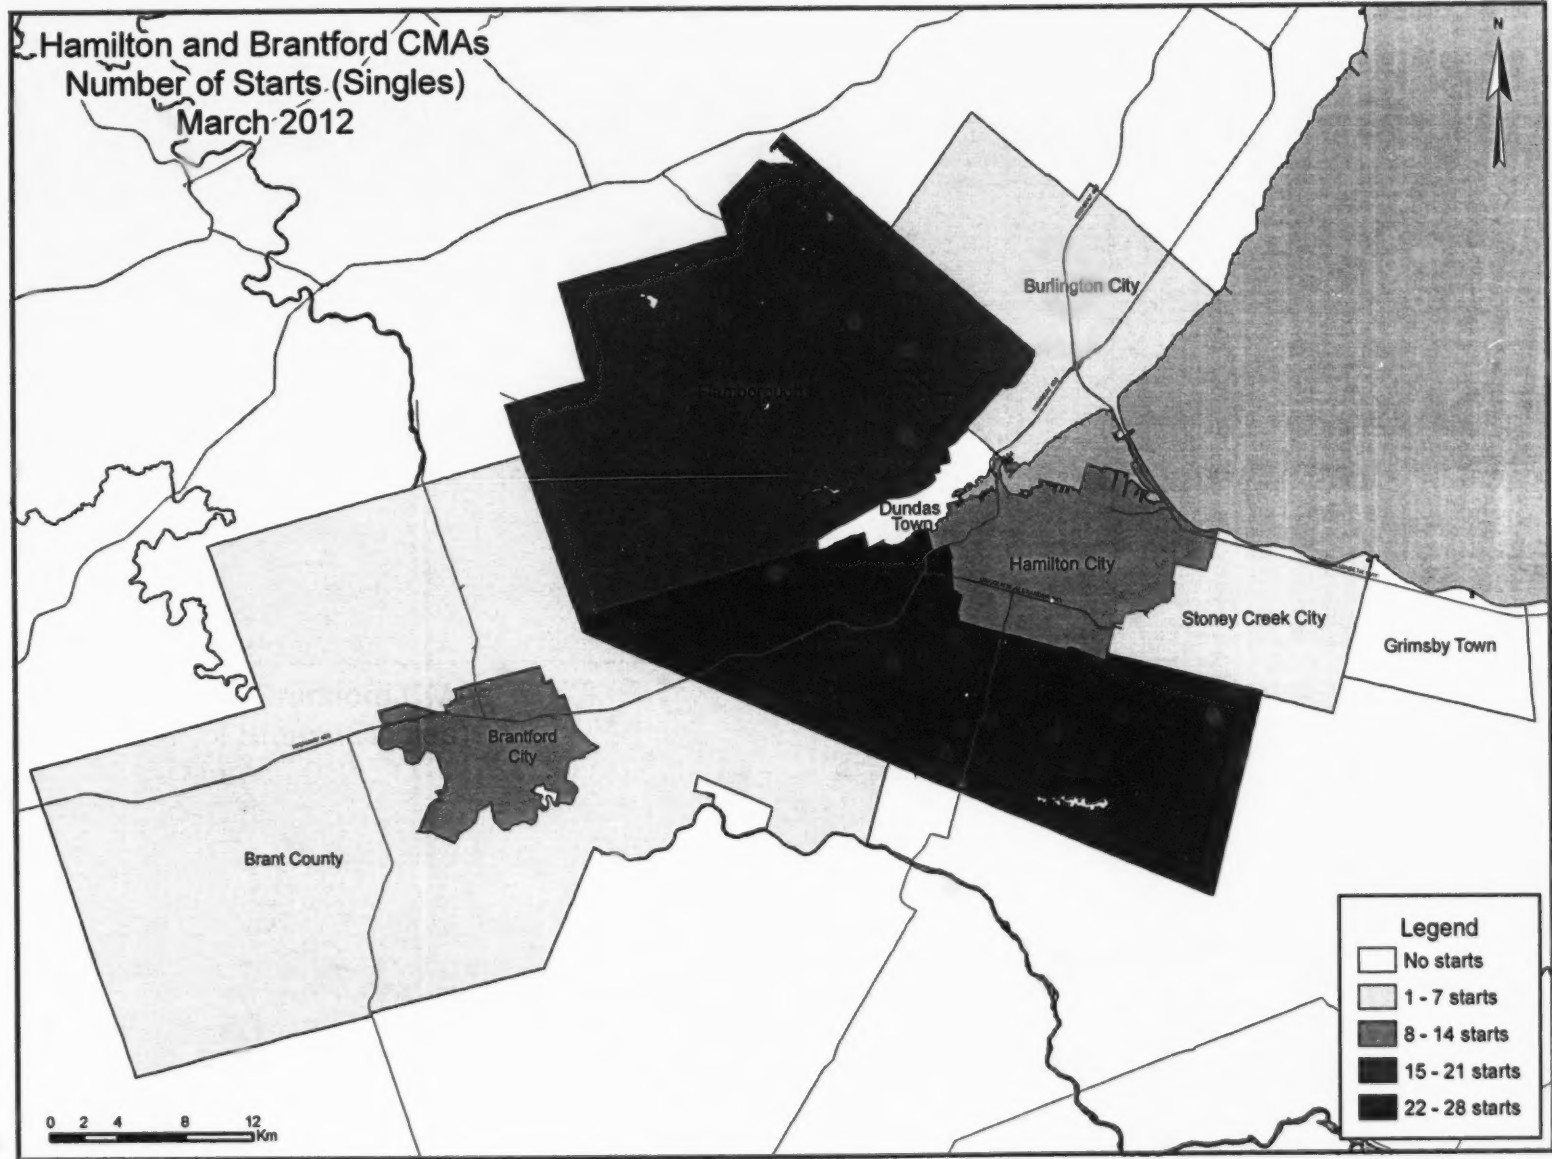 Hamilton and Brantford CMAs
Number of Starts (Singles)
March 2012
N
Burlington City
Flamborough
Dundas
Town
Hamilton City
Stoney Creek City
Grimsby Town
Brantford
City
Brant County
Legend
No starts
1 - 7 starts
8 - 14 starts
15 - 21 starts
22 - 28 starts
0 2 4 8 12
Km